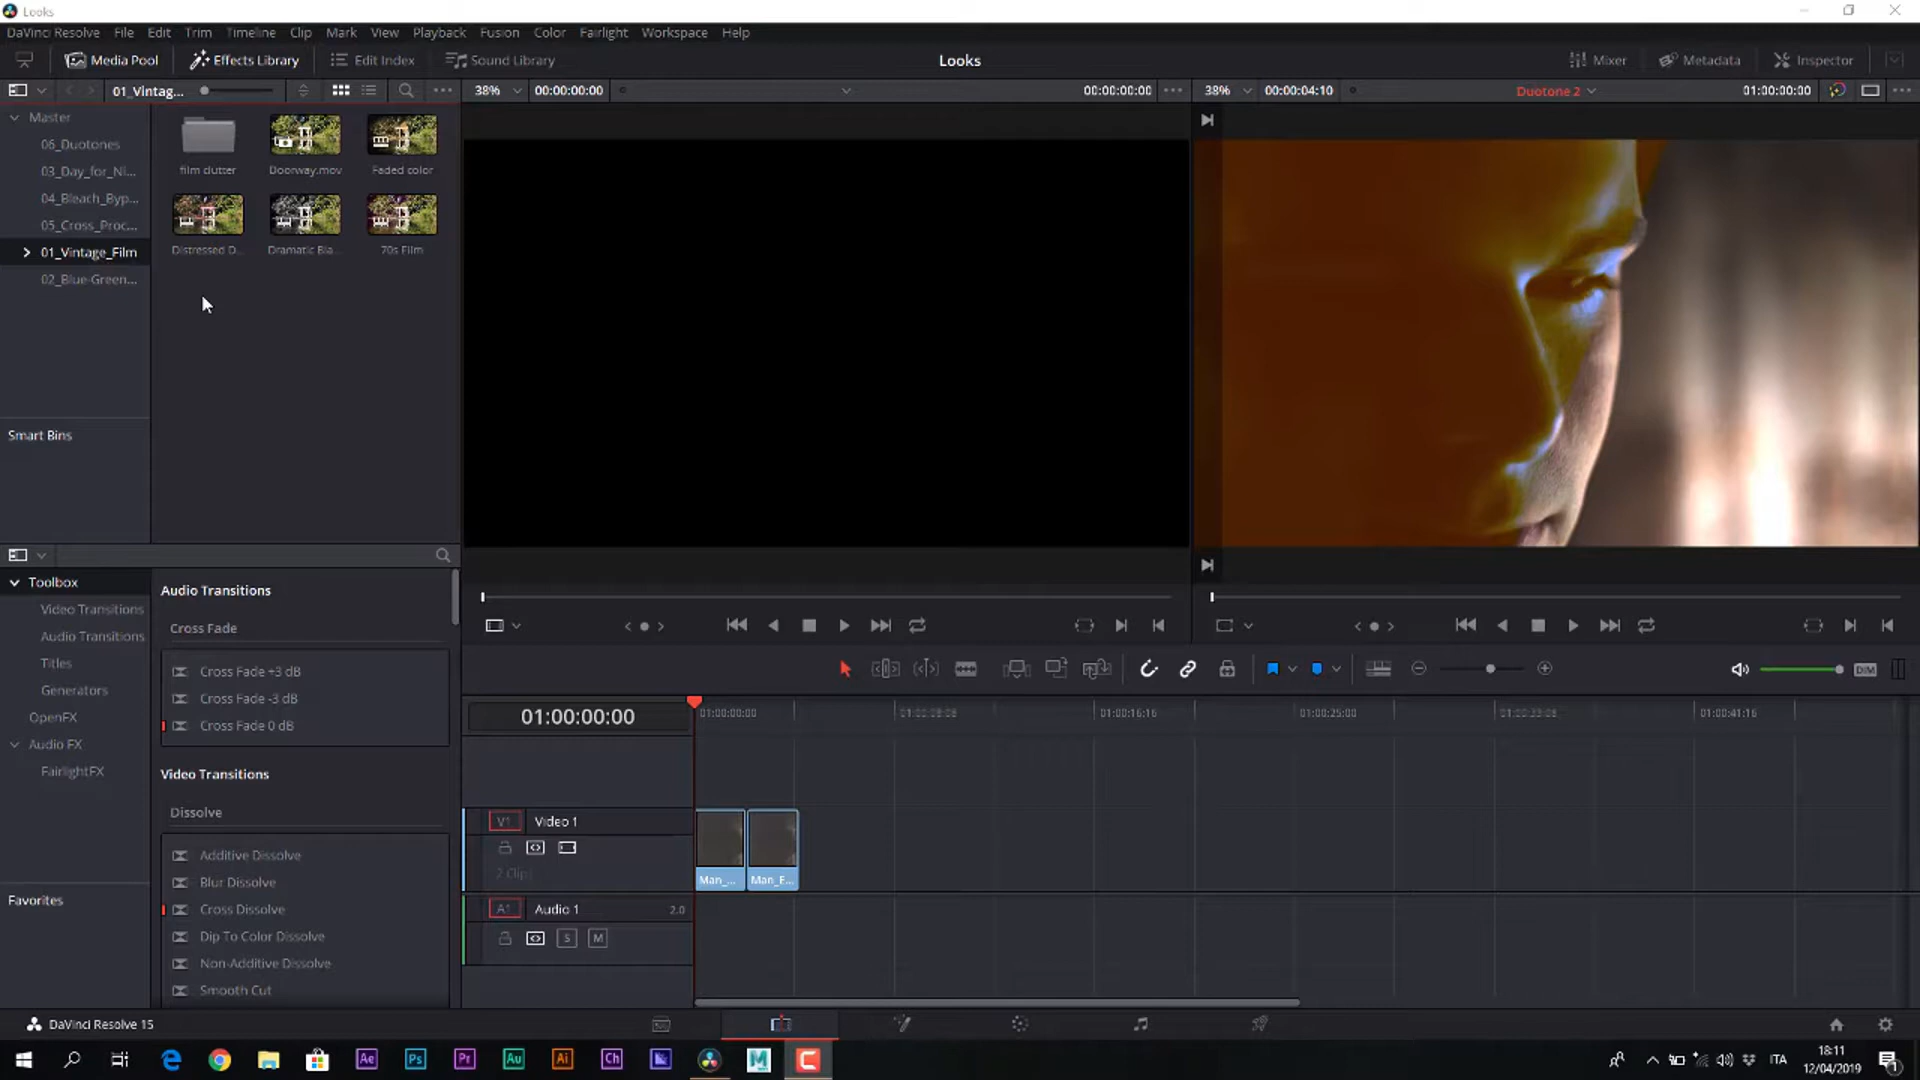 Looks
DaVinci Resolve File Edit Trim Timeline Clip Mark View Playback Fusion Color Fairlight Workspace Help
Media Pool Effects Library Edit Index Sound Library Looks Mixer Metadata Inspector
01_Vintag... 38% 00:00:00:00 00:00:00:00 38% 00:00:04:10 Duotone 2 01:00:00:00
Master
06_Duotones
03_Day_for_Ni...
04_Bleach_Byp...
05_Cross_Proc...
01_Vintage_Film
02_Blue-Green...
film clutter Doorway.mov Faded color
Distressed D... Dramatic Bla... 70s Film
Smart Bins
Toolbox
Video Transitions
Audio Transitions
Titles
Generators
OpenFX
Audio FX
FairlightFX
Favorites
Audio Transitions
Cross Fade
Cross Fade +3 dB
Cross Fade -3 dB
Cross Fade 0 dB
Video Transitions
Dissolve
Additive Dissolve
Blur Dissolve
Cross Dissolve
Dip To Color Dissolve
Non-Additive Dissolve
Smooth Cut
DIM
01:00:00:00 01:00:00:00 01:00:16:16 01:00:25:00 01:00:41:16
V1 Video 1
2 Clip
Man_... Man_F...
A1 Audio 1 2.0
S M
DaVinci Resolve 15
Ae Ps Pr Au Ai Ch M C
ITA
18:11
12/04/2019
1